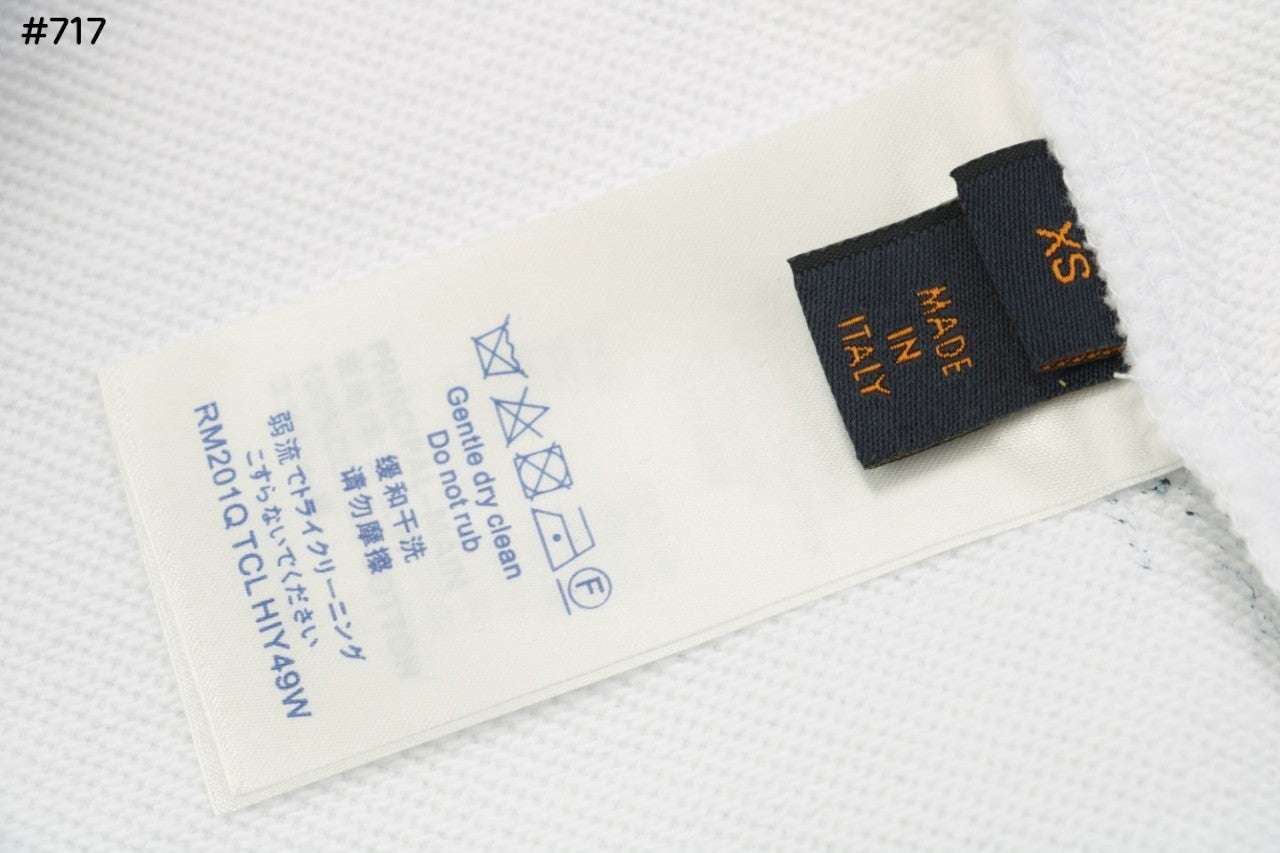 #717
XS
MADE
IN
ITALY
F
Gentle dry clean
Do not rub
缓和干洗
请勿摩擦
弱流でトライクリーニング
こすらないでください
RM201Q TCL HIY49W